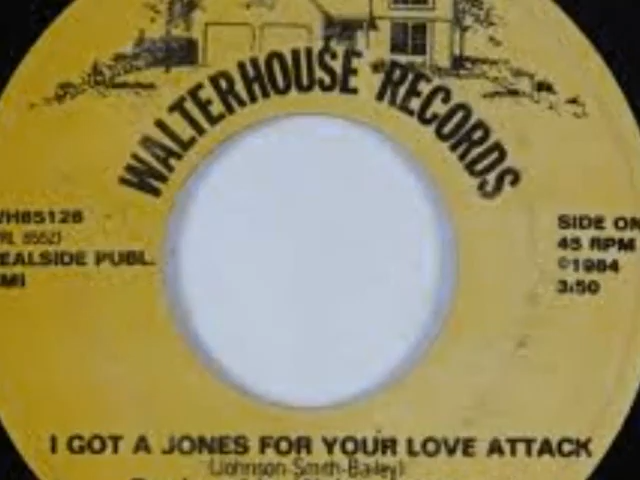 WALTERHOUSE RECORDS
WH85128
EALSIDE PUBL.
MI
SIDE ON
45 RPM
©1984
3:50
I GOT A JONES FOR YOUR LOVE ATTACK
(Johnson-Smith-Bailey)